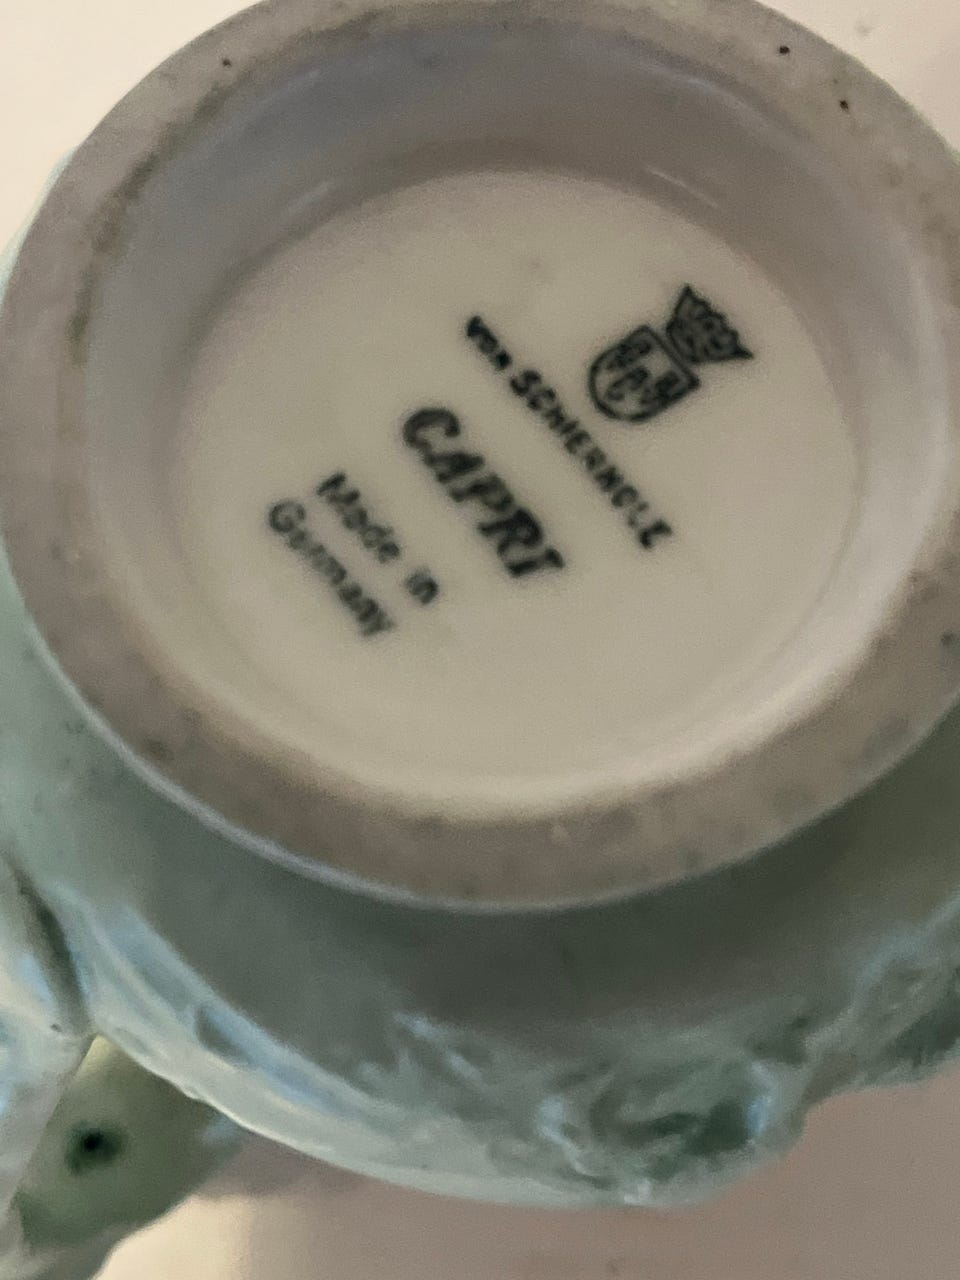 von SCHIERHOLZ
CAPRI
Made in
Germany